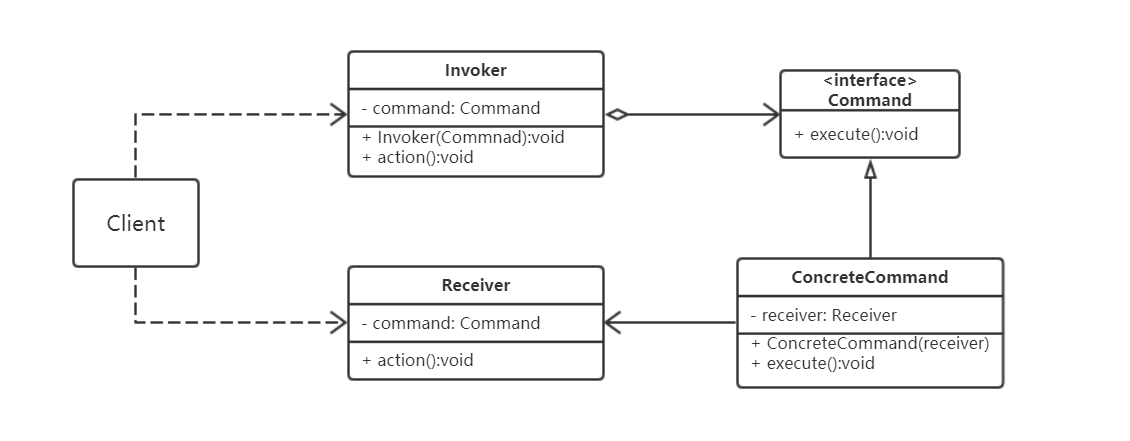 Invoker
- command: Command
+ Invoker(Commnad):void
+ action():void
<interface>
Command
+ execute():void
Client
Receiver
- command: Command
+ action():void
ConcreteCommand
- receiver: Receiver
+ ConcreteCommand(receiver)
+ execute():void